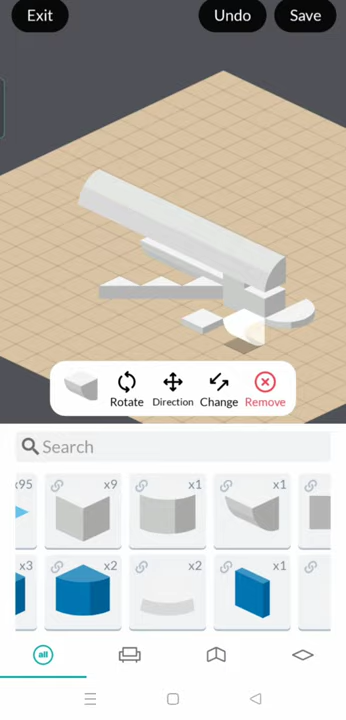 Exit
Undo
Save
Rotate
Direction
Change
Remove
Search
x95
x9
x1
x1
x3
x2
x2
x1
all